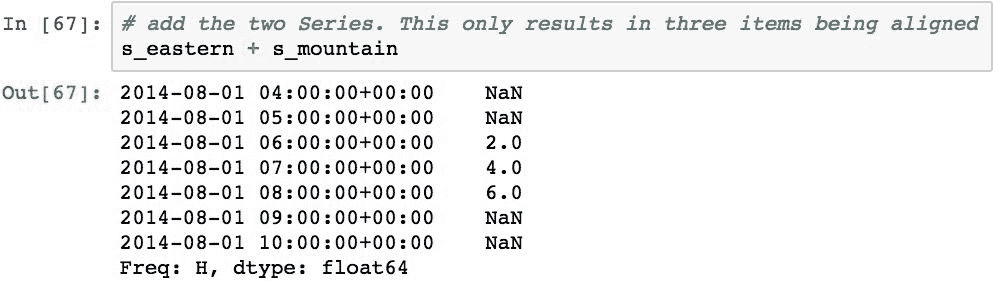 In [67]: # add the two Series. This only results in three items being aligned
s_eastern + s_mountain
Out[67]: 2014-08-01 04:00:00+00:00    NaN
2014-08-01 05:00:00+00:00    NaN
2014-08-01 06:00:00+00:00    2.0
2014-08-01 07:00:00+00:00    4.0
2014-08-01 08:00:00+00:00    6.0
2014-08-01 09:00:00+00:00    NaN
2014-08-01 10:00:00+00:00    NaN
Freq: H, dtype: float64